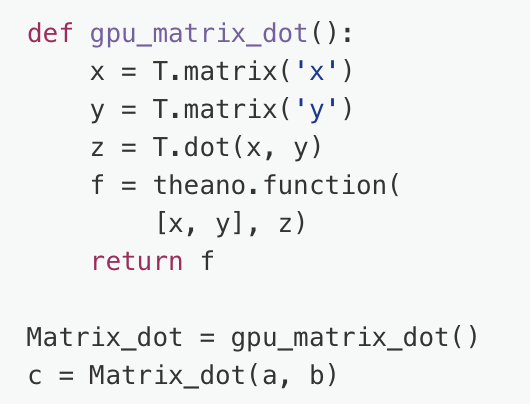 def gpu_matrix_dot():
    x = T.matrix('x')
    y = T.matrix('y')
    z = T.dot(x, y)
    f = theano.function(
        [x, y], z)
    return f

Matrix_dot = gpu_matrix_dot()
c = Matrix_dot(a, b)